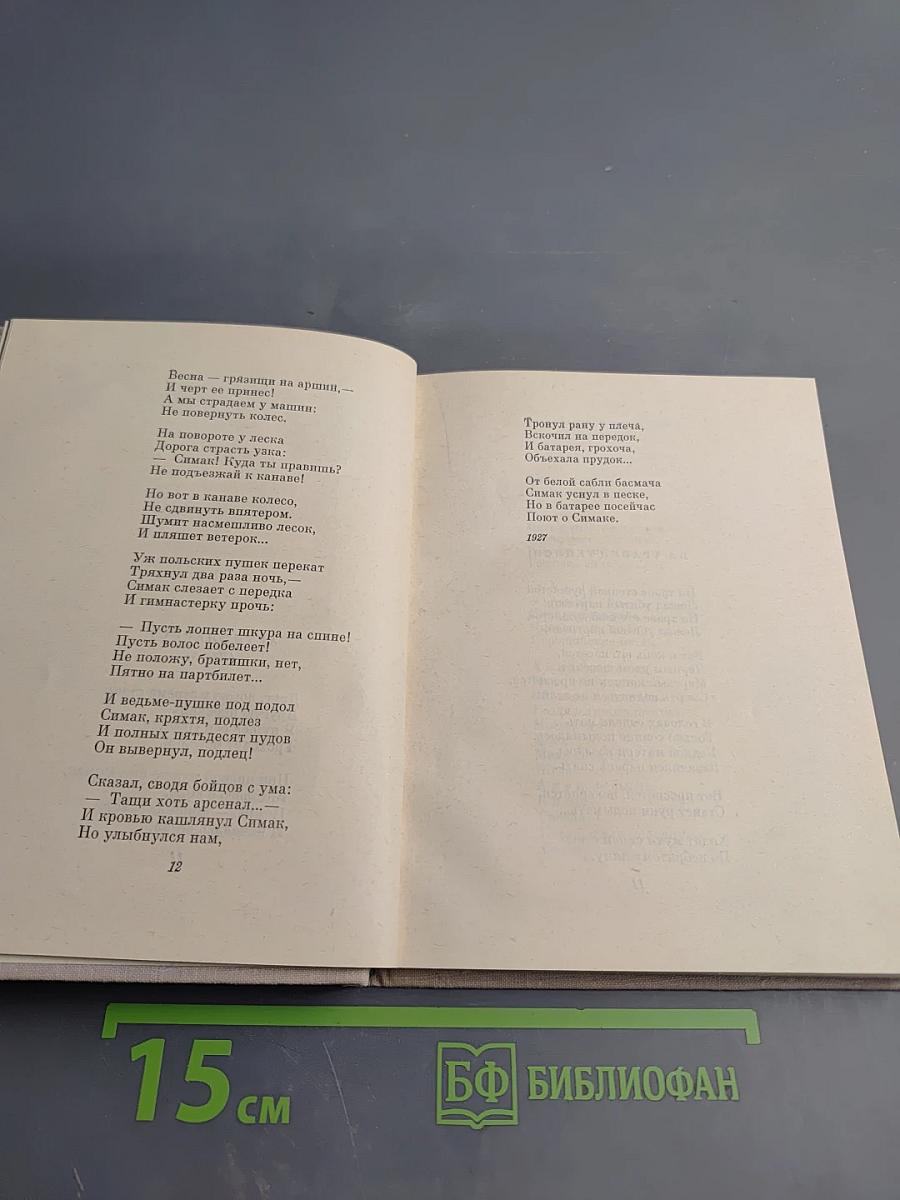 Весна — грязищи на аршин,—
И черт ее принес!
А мы страдаем у машин:
Не повернуть колес.
На повороте у леска
Дорога страсть узка:
— Симак! Куда ты правишь?
Не подъезжай к канаве!
Но вот в канаве колесо,
Не сдвинуть впятером.
Шумит насмешливо лесок,
И пляшет ветерок...
Уж польских пушек перекат
Тряхнул два раза ночь,—
Симак слезает с передка
И гимнастерку прочь:
— Пусть лопнет шкура на спине!
Пусть волос побелеет!
Не положу, братишки, нет,
Пятно на партбилет...
И ведьме-пушке под подол
Симак, кряхтя, подлез
И полных пятьдесят пудов
Он вывернул, подлец!
Сказал, сводя бойцов с ума:
— Тащи хоть арсенал...—
И кровью кашлянул Симак,
Но улыбнулся нам,
12
Тронул рану у плеча,
Вскочил на передок,
И батарея, грохоча,
Объехала прудок...
От белой сабли басмача
Симак уснул в песке,
Но в батарее посейчас
Поют о Симаке.
1927
15 см
БФ БИБЛИОФАН